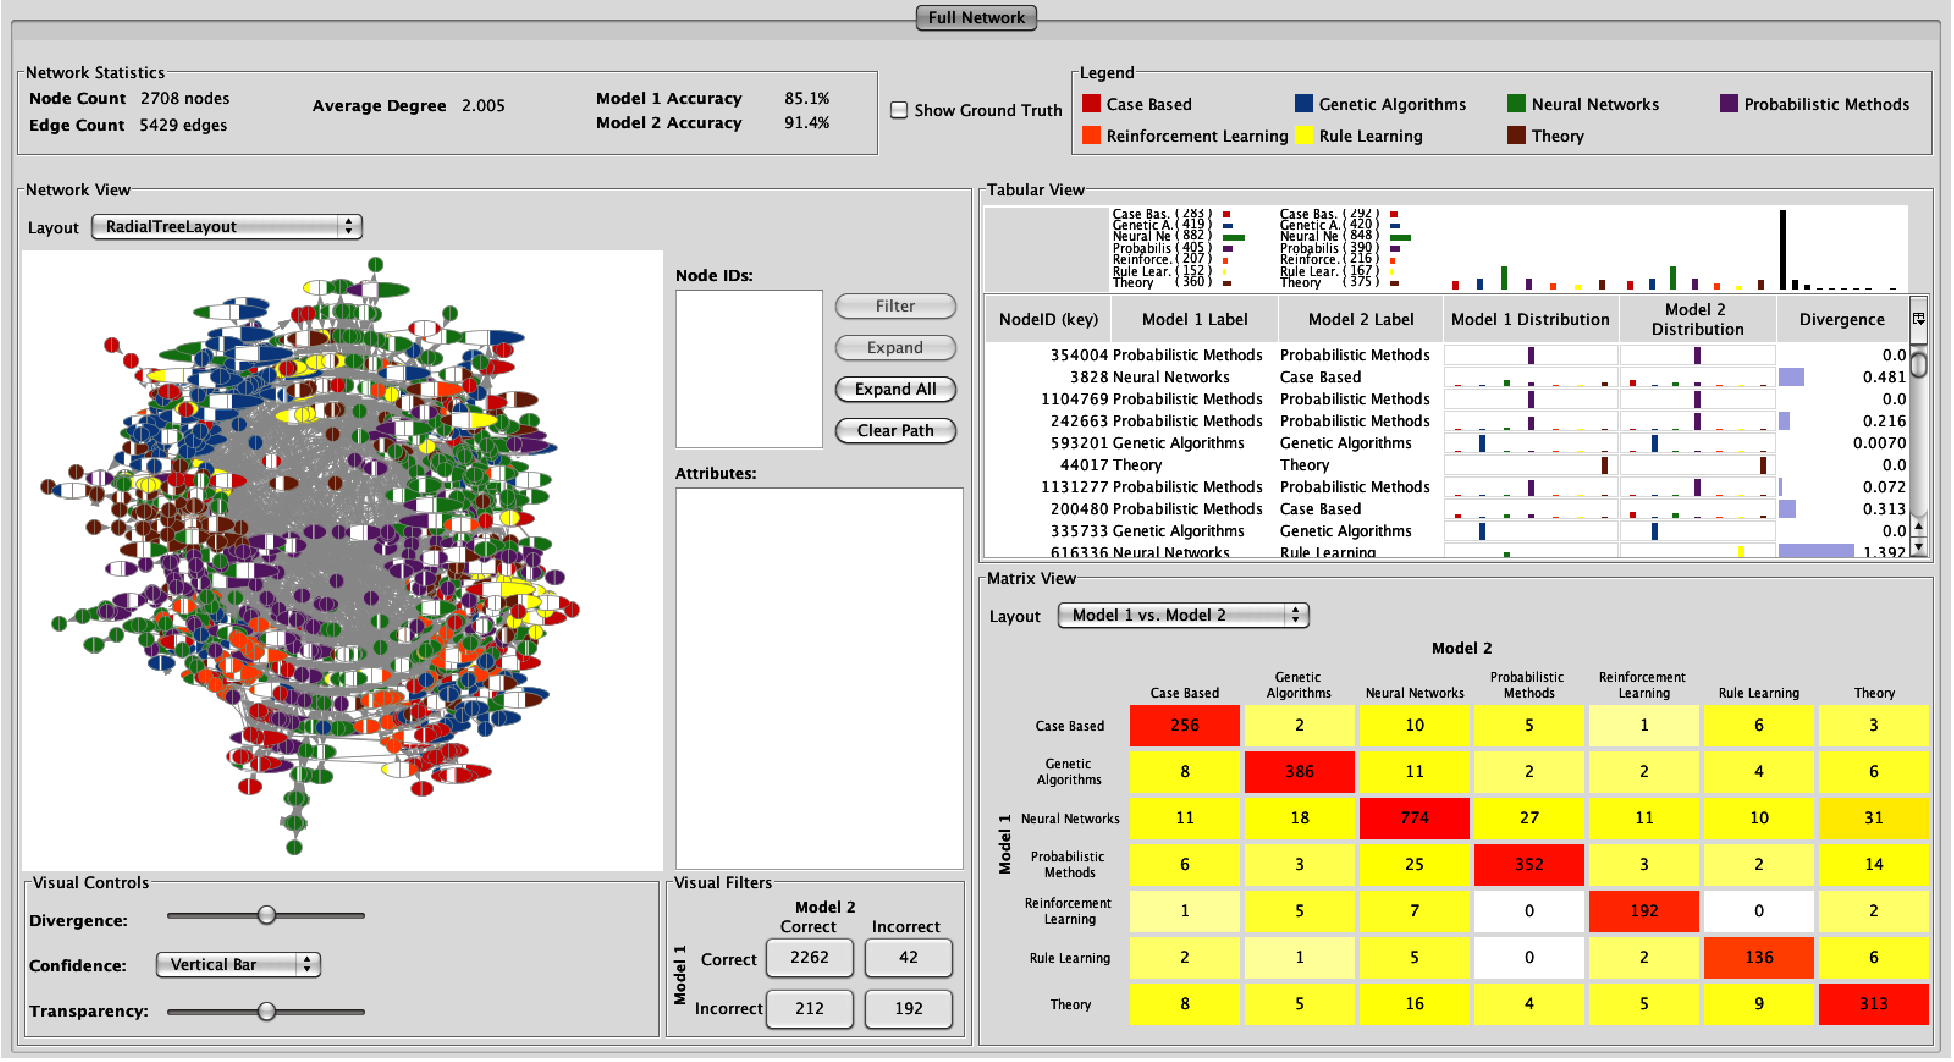 Full Network
Network Statistics
Node Count 2708 nodes
Edge Count 5429 edges
Average Degree 2.005
Model 1 Accuracy 85.1%
Model 2 Accuracy 91.4%
Show Ground Truth
Legend
Case Based Genetic Algorithms Neural Networks Probabilistic Methods
Reinforcement Learning Rule Learning Theory
Network View
Layout RadialTreeLayout
Node IDs:
Filter
Expand
Expand All
Clear Path
Attributes:
Visual Controls
Divergence:
Confidence: Vertical Bar
Transparency:
Visual Filters
Model 2
Correct Incorrect
Model 1
Correct 2262 42
Incorrect 212 192
Tabular View
Case Bas. ( 283 ) Case Bas. ( 292 )
Genetic A. ( 419 ) Genetic A. ( 420 )
Neural Ne ( 882 ) Neural Ne ( 848 )
Probabilis ( 405 ) Probabilis ( 390 )
Reinforce. ( 207 ) Reinforce. ( 216 )
Rule Lear. ( 152 ) Rule Lear. ( 167 )
Theory ( 360 ) Theory ( 375 )
NodeID (key) Model 1 Label Model 2 Label Model 1 Distribution Model 2 Distribution Divergence
354004 Probabilistic Methods Probabilistic Methods 0.0
3828 Neural Networks Case Based 0.481
1104769 Probabilistic Methods Probabilistic Methods 0.0
242663 Probabilistic Methods Probabilistic Methods 0.216
593201 Genetic Algorithms Genetic Algorithms 0.0070
44017 Theory Theory 0.0
1131277 Probabilistic Methods Probabilistic Methods 0.072
200480 Probabilistic Methods Case Based 0.313
335733 Genetic Algorithms Genetic Algorithms 0.0
616336 Neural Networks Rule Learning 1.392
Matrix View
Layout Model 1 vs. Model 2
Model 2
Case Based Genetic Algorithms Neural Networks Probabilistic Methods Reinforcement Learning Rule Learning Theory
Model 1
Case Based 256 2 10 5 1 6 3
Genetic Algorithms 8 386 11 2 2 4 6
Neural Networks 11 18 774 27 11 10 31
Probabilistic Methods 6 3 25 352 3 2 14
Reinforcement Learning 1 5 7 0 192 0 2
Rule Learning 2 1 5 0 2 136 6
Theory 8 5 16 4 5 9 313